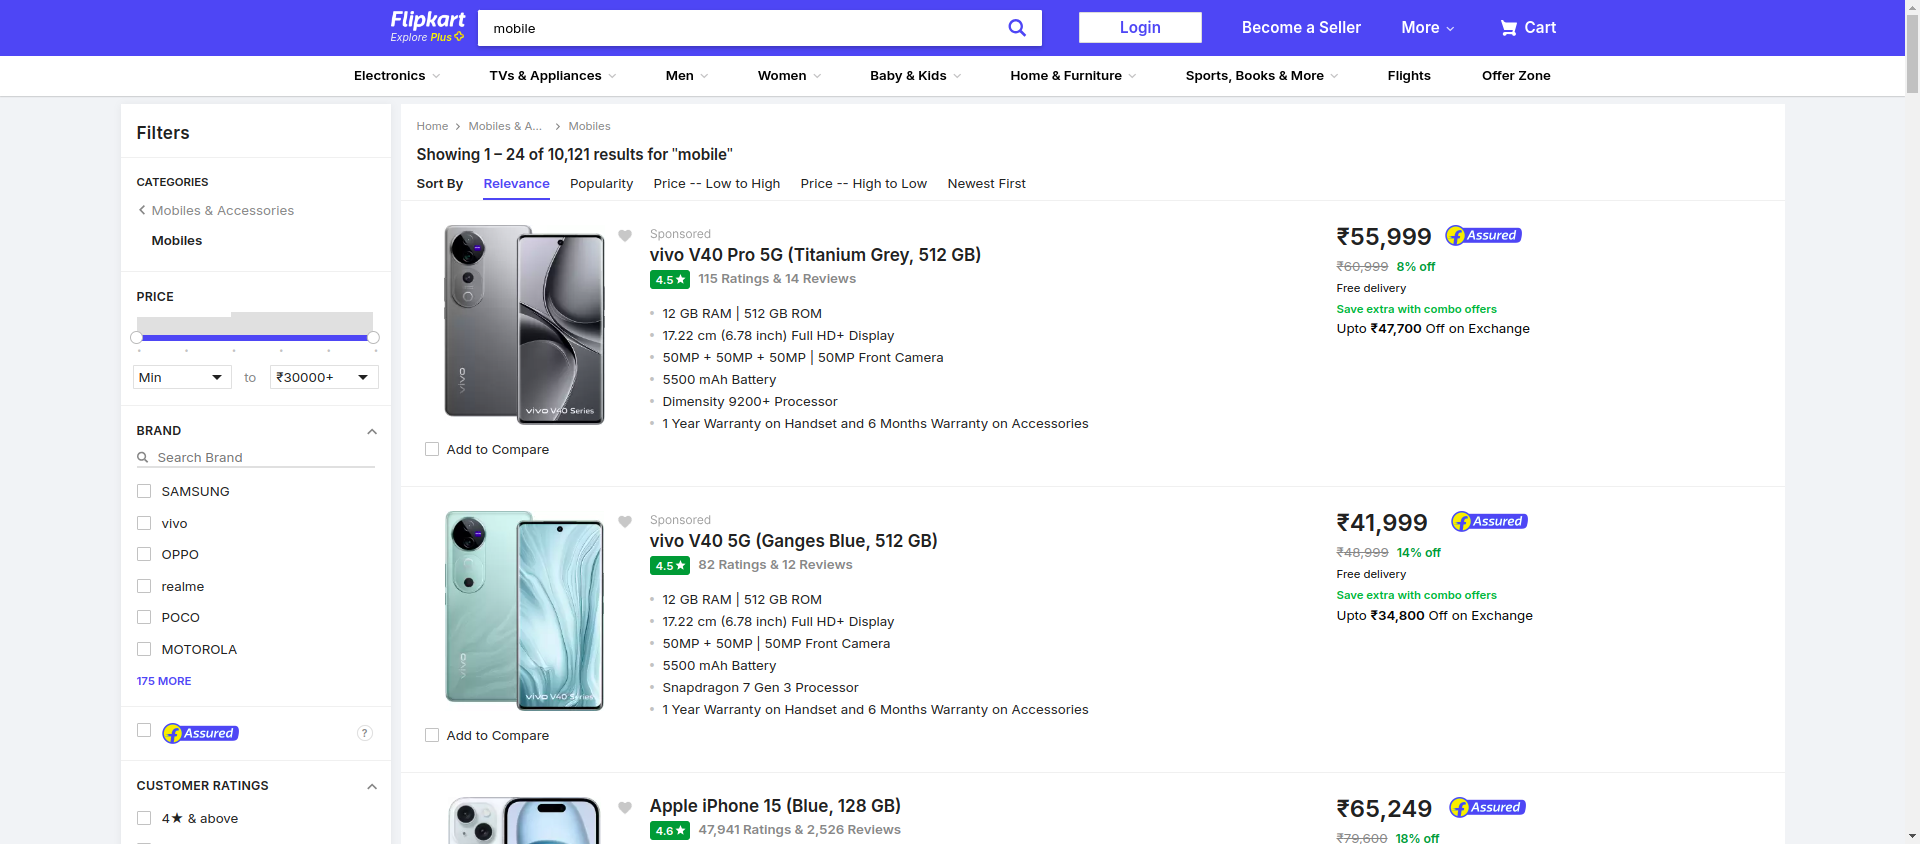 Flipkart
Explore Plus
mobile
Login
Become a Seller
More
Cart
Electronics
TVs & Appliances
Men
Women
Baby & Kids
Home & Furniture
Sports, Books & More
Flights
Offer Zone
Filters
CATEGORIES
Mobiles & Accessories
Mobiles
PRICE
Min
to
₹30000+
BRAND
Search Brand
SAMSUNG
vivo
OPPO
realme
POCO
MOTOROLA
175 MORE
Assured
?
CUSTOMER RATINGS
4★ & above
Home
Mobiles & A...
Mobiles
Showing 1 – 24 of 10,121 results for "mobile"
Sort By
Relevance
Popularity
Price -- Low to High
Price -- High to Low
Newest First
vivo
vivo V40 Series
Add to Compare
Sponsored
vivo V40 Pro 5G (Titanium Grey, 512 GB)
4.5★ 115 Ratings & 14 Reviews
12 GB RAM | 512 GB ROM
17.22 cm (6.78 inch) Full HD+ Display
50MP + 50MP + 50MP | 50MP Front Camera
5500 mAh Battery
Dimensity 9200+ Processor
1 Year Warranty on Handset and 6 Months Warranty on Accessories
₹55,999
Assured
₹60,999 8% off
Free delivery
Save extra with combo offers
Upto ₹47,700 Off on Exchange
vivo
vivo V40 Series
Add to Compare
Sponsored
vivo V40 5G (Ganges Blue, 512 GB)
4.5★ 82 Ratings & 12 Reviews
12 GB RAM | 512 GB ROM
17.22 cm (6.78 inch) Full HD+ Display
50MP + 50MP | 50MP Front Camera
5500 mAh Battery
Snapdragon 7 Gen 3 Processor
1 Year Warranty on Handset and 6 Months Warranty on Accessories
₹41,999
Assured
₹48,999 14% off
Free delivery
Save extra with combo offers
Upto ₹34,800 Off on Exchange
Apple iPhone 15 (Blue, 128 GB)
4.6★ 47,941 Ratings & 2,526 Reviews
₹65,249
Assured
₹79,600 18% off